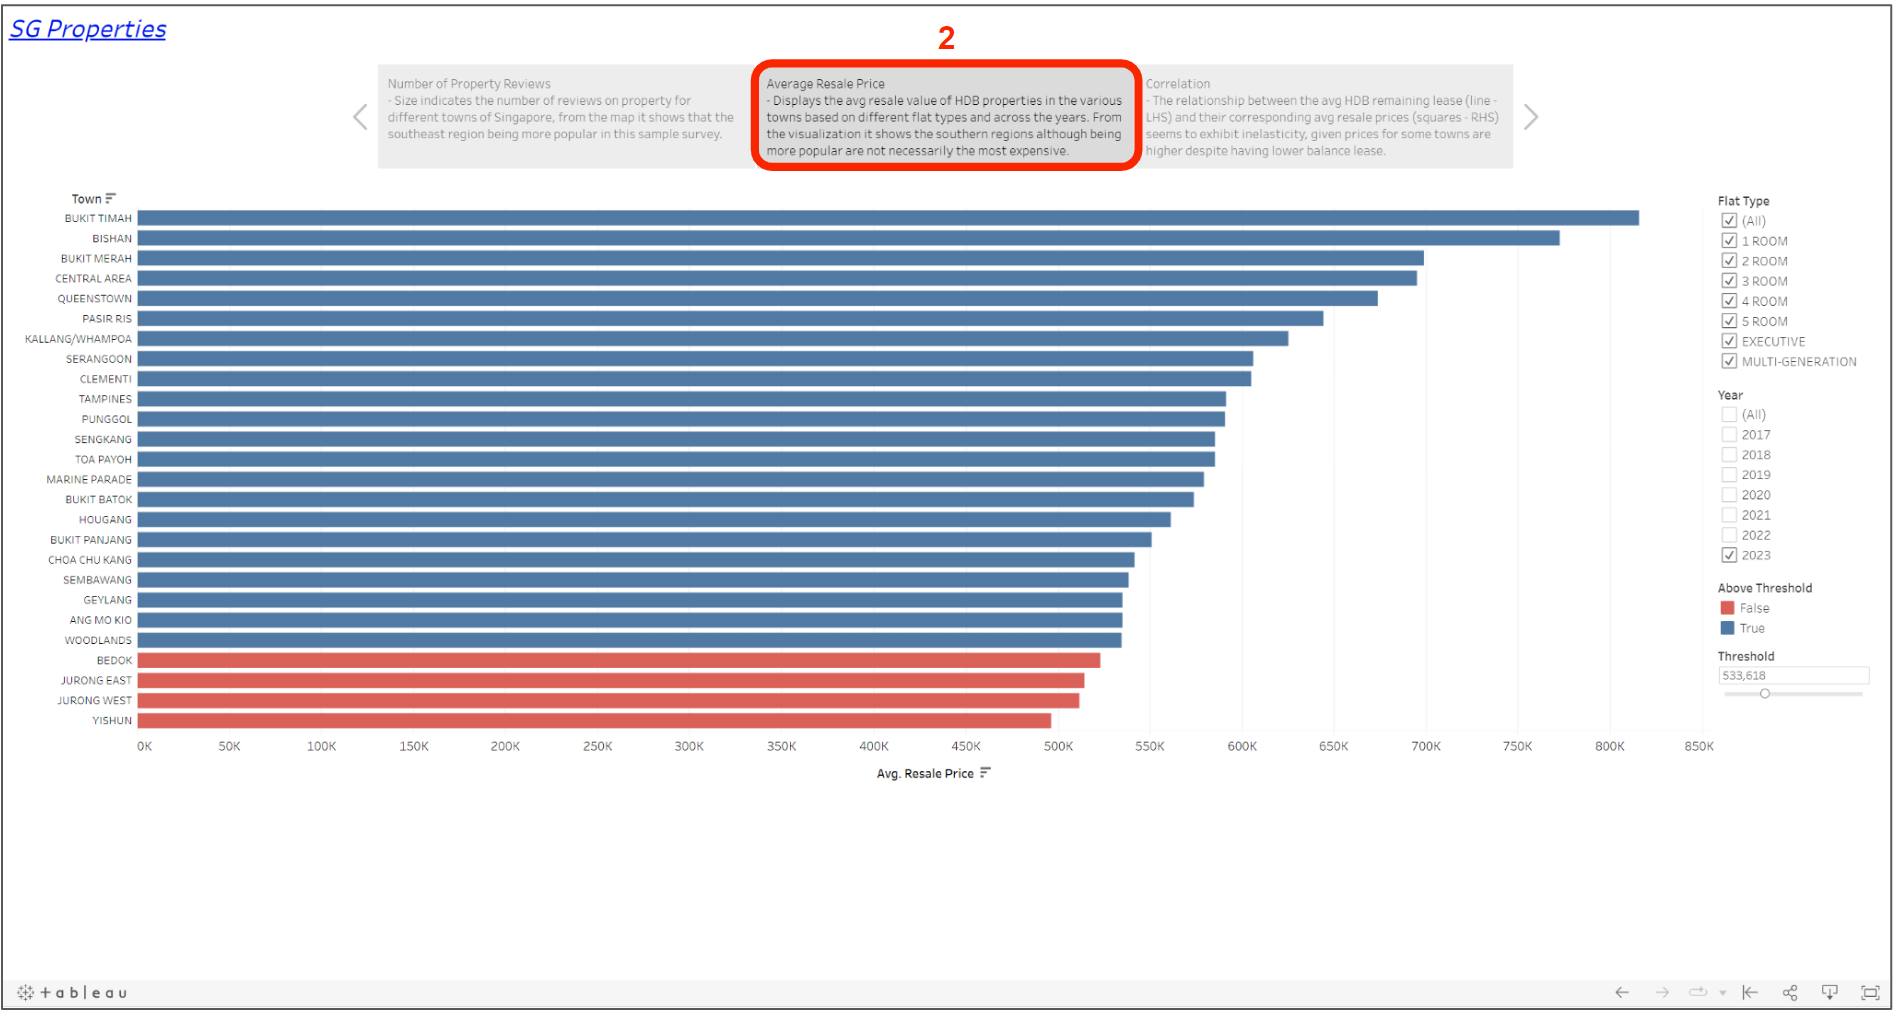 SG Properties
2
Number of Property Reviews
- Size indicates the number of reviews on property for
different towns of Singapore, from the map it shows that the
southeast region being more popular in this sample survey.
Average Resale Price
- Displays the avg resale value of HDB properties in the various
towns based on different flat types and across the years. From
the visualization it shows the southern regions although being
more popular are not necessarily the most expensive.
Correlation
- The relationship between the avg HDB remaining lease (line -
LHS) and their corresponding avg resale prices (squares - RHS)
seems to exhibit inelasticity, given prices for some towns are
higher despite having lower balance lease.
Town
BUKIT TIMAH
BISHAN
BUKIT MERAH
CENTRAL AREA
QUEENSTOWN
PASIR RIS
KALLANG/WHAMPOA
SERANGOON
CLEMENTI
TAMPINES
PUNGGOL
SENGKANG
TOA PAYOH
MARINE PARADE
BUKIT BATOK
HOUGANG
BUKIT PANJANG
CHOA CHU KANG
SEMBAWANG
GEYLANG
ANG MO KIO
WOODLANDS
BEDOK
JURONG EAST
JURONG WEST
YISHUN
0K 50K 100K 150K 200K 250K 300K 350K 400K 450K 500K 550K 600K 650K 700K 750K 800K 850K
Avg. Resale Price
Flat Type
(All)
1 ROOM
2 ROOM
3 ROOM
4 ROOM
5 ROOM
EXECUTIVE
MULTI-GENERATION
Year
(All)
2017
2018
2019
2020
2021
2022
2023
Above Threshold
False
True
Threshold
533,618
+ableau